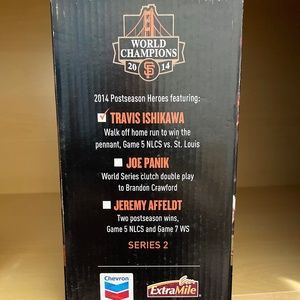 WORLD
CHAMPIONS
20 SF 14
2014 Postseason Heroes featuring:
TRAVIS ISHIKAWA
Walk off home run to win the
pennant, Game 5 NLCS vs. St. Louis
JOE PANIK
World Series clutch double play
to Brandon Crawford
JEREMY AFFELDT
Two postseason wins,
Game 5 NLCS and Game 7 WS
SERIES 2
Chevron
ExtraMile